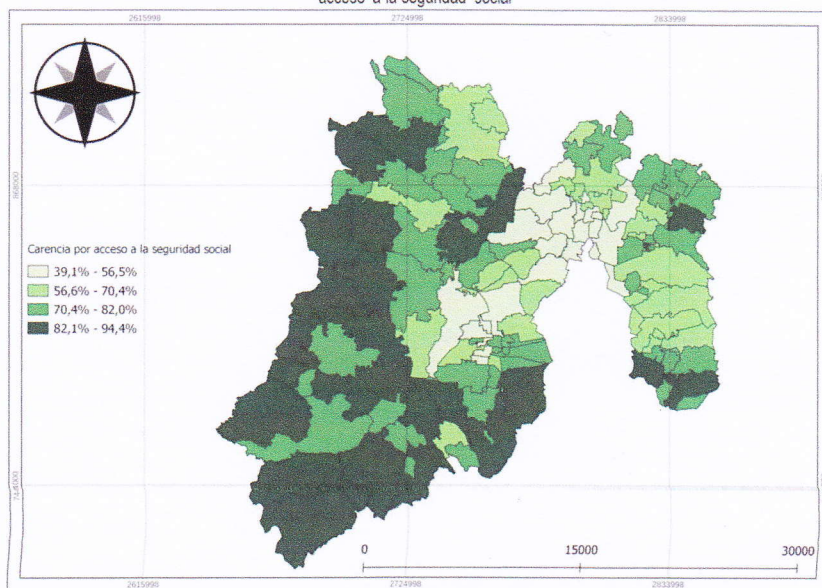 acceso a la seguridad social
2615998 2724998 2833998
868000
Carencia por acceso a la seguridad social
39,1% - 56,5%
56,6% - 70,4%
70,4% - 82,0%
82,1% - 94,4%
0 15000 30000
2615998 2724998 2833998